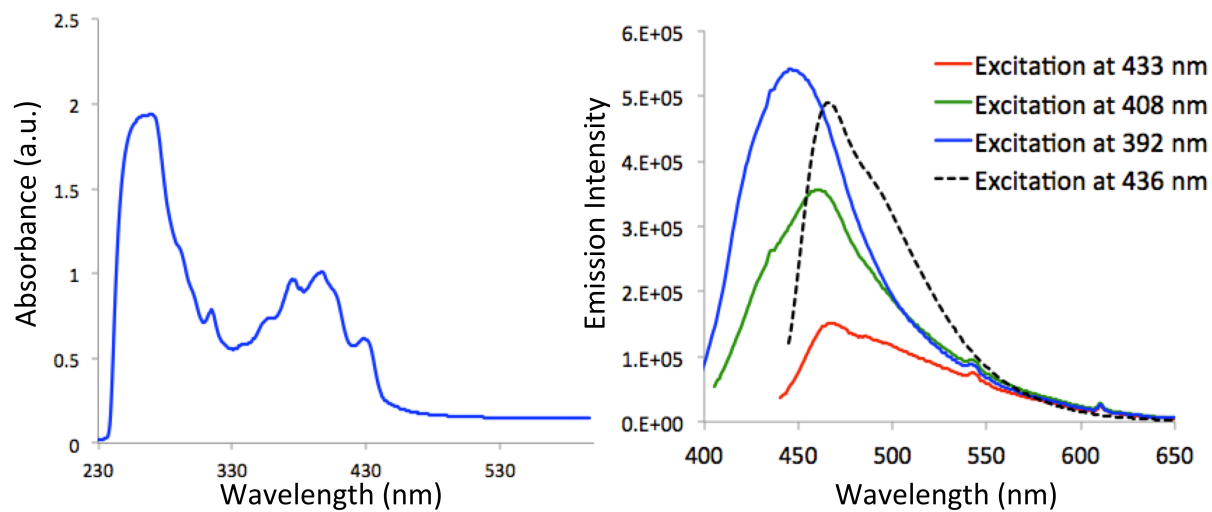 2.5
2
1.5
1
0.5
0
230
330
430
530
Absorbance (a.u.)
Wavelength (nm)
6.E+05
5.E+05
4.E+05
3.E+05
2.E+05
1.E+05
0.E+00
400
450
500
550
600
650
Emission Intensity
Wavelength (nm)
Excitation at 433 nm
Excitation at 408 nm
Excitation at 392 nm
Excitation at 436 nm